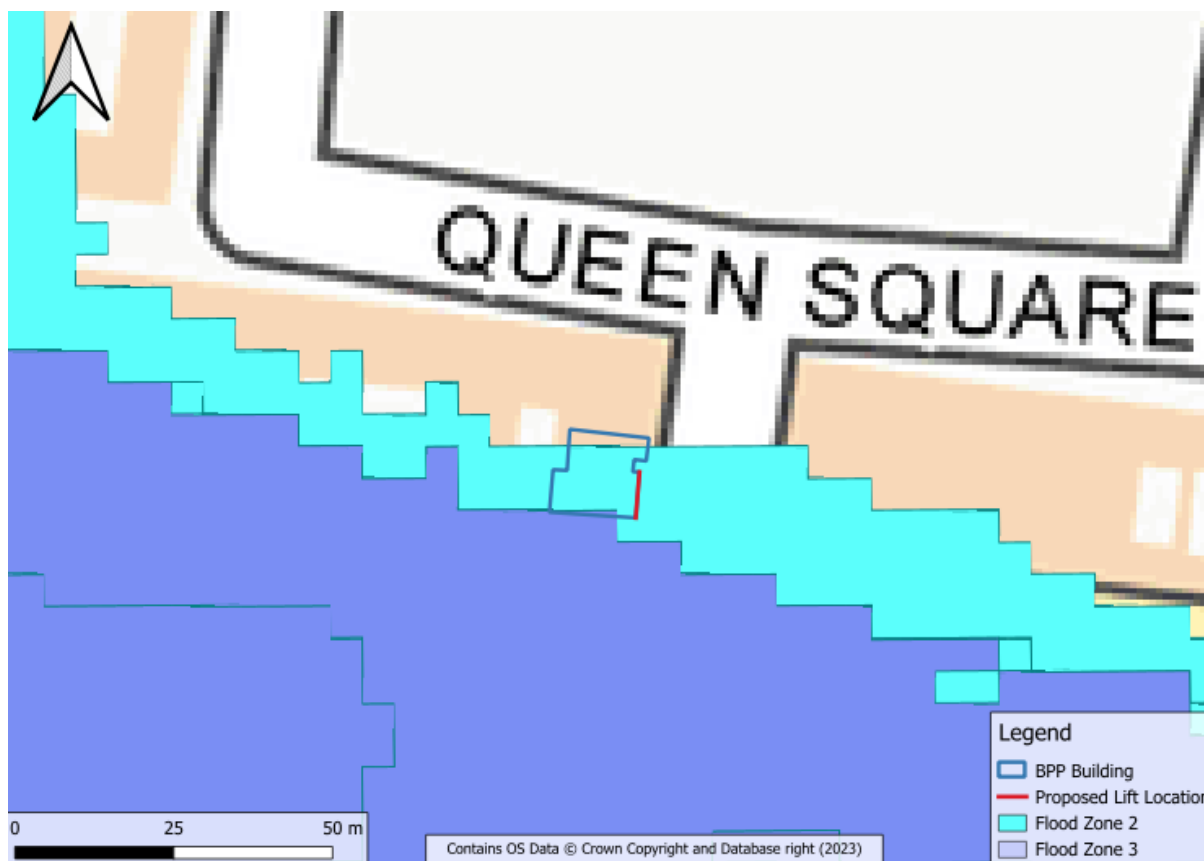 QUEEN SQUARE
Legend
BPP Building
Proposed Lift Location
Flood Zone 2
Flood Zone 3
0 25 50 m
Contains OS Data © Crown Copyright and Database right (2023)